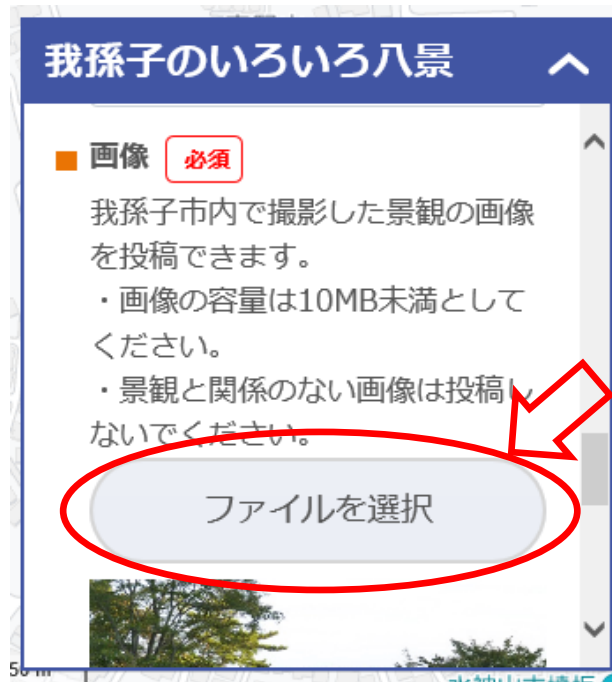 我孫子のいろいろ八景
■ 画像 必須
我孫子市内で撮影した景観の画像
を投稿できます。
・画像の容量は10MB未満として
ください。
・景観と関係のない画像は投稿し
ないでください。
ファイルを選択
50 m